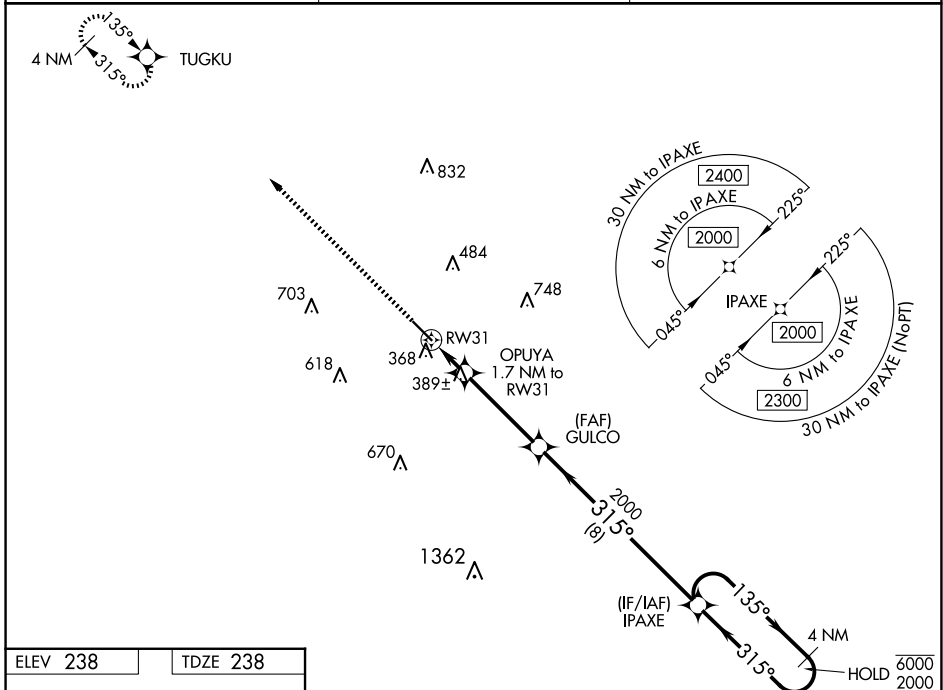 135°
4 NM
315°
TUGKU
832
484
748
703
618
368
389±
RW31
OPUYA
1.7 NM to
RW31
(FAF)
GULCO
670
1362
2000
315°
(8)
(IF/IAF)
IPAXE
135°
315°
4 NM
HOLD
6000
2000
30 NM to IPAXE
2400
6 NM to IPAXE
2000
225°
045°
IPAXE
225°
045°
2000
6 NM to IPAXE
2300
30 NM to IPAXE (NoPT)
ELEV 238
TDZE 238